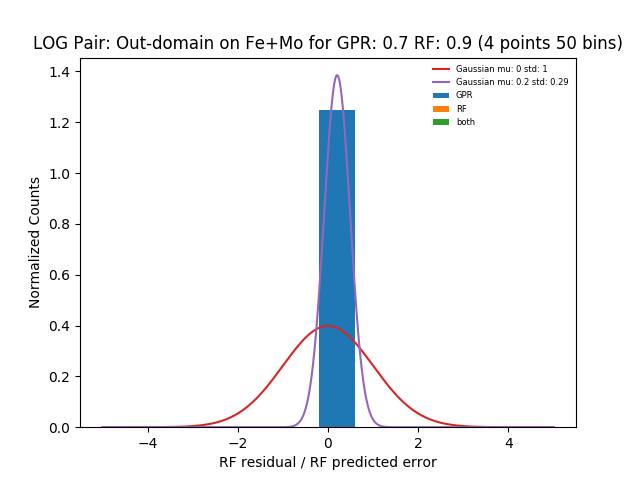 LOG Pair: Out-domain on Fe+Mo for GPR: 0.7 RF: 0.9 (4 points 50 bins)
Gaussian mu: 0 std: 1
Gaussian mu: 0.2 std: 0.29
GPR
RF
both
Normalized Counts
1.4
1.2
1.0
0.8
0.6
0.4
0.2
0.0
−4 −2 0 2 4
RF residual / RF predicted error